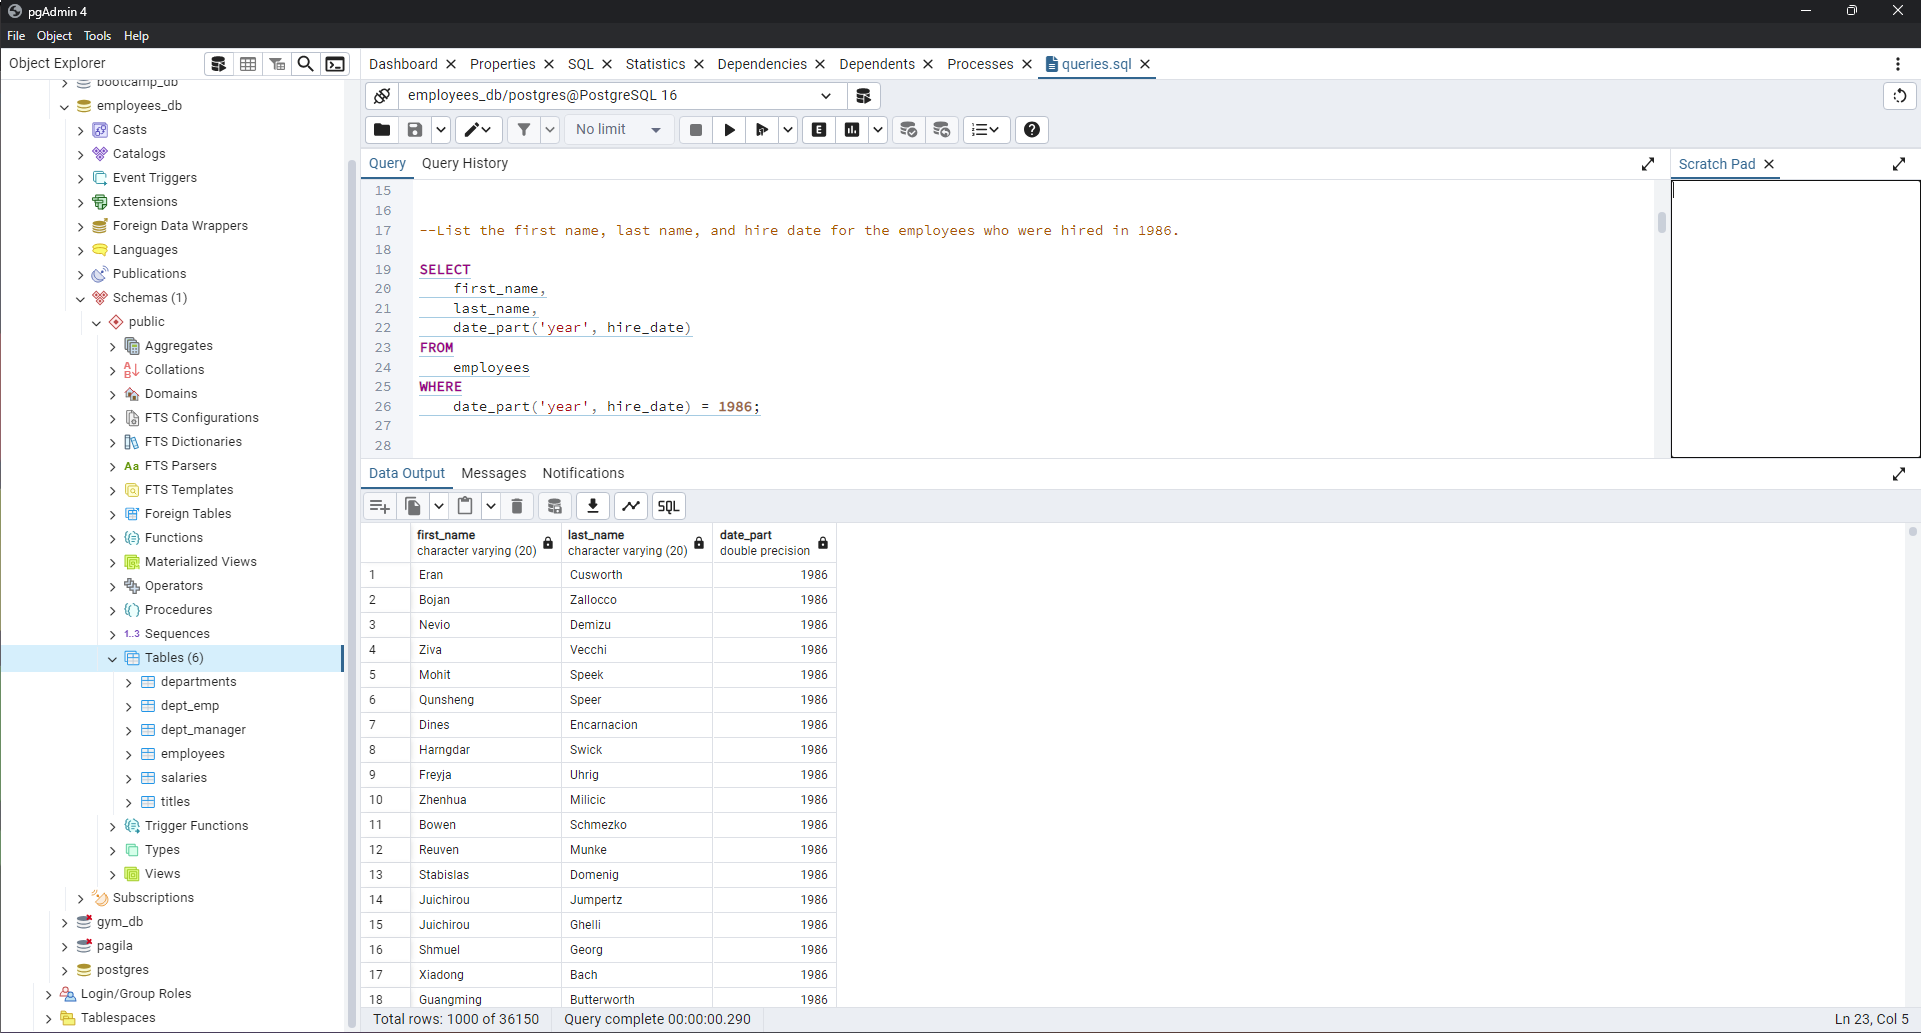 pgAdmin 4
File Object Tools Help
Object Explorer
bootcamp_db
employees_db
Casts
Catalogs
Event Triggers
Extensions
Foreign Data Wrappers
Languages
Publications
Schemas (1)
public
Aggregates
Collations
Domains
FTS Configurations
FTS Dictionaries
Aa FTS Parsers
FTS Templates
Foreign Tables
Functions
Materialized Views
Operators
Procedures
1..3 Sequences
Tables (6)
departments
dept_emp
dept_manager
employees
salaries
titles
Trigger Functions
Types
Views
Subscriptions
gym_db
pagila
postgres
Login/Group Roles
Tablespaces
Dashboard Properties SQL Statistics Dependencies Dependents Processes queries.sql
employees_db/postgres@PostgreSQL 16
No limit E
Query Query History
Scratch Pad
15
16
17 --List the first name, last name, and hire date for the employees who were hired in 1986.
18
19 SELECT
20 first_name,
21 last_name,
22 date_part('year', hire_date)
23 FROM
24 employees
25 WHERE
26 date_part('year', hire_date) = 1986;
27
28
Data Output Messages Notifications
SQL
first_name last_name date_part
character varying (20) character varying (20) double precision
1 Eran Cusworth 1986
2 Bojan Zallocco 1986
3 Nevio Demizu 1986
4 Ziva Vecchi 1986
5 Mohit Speek 1986
6 Qunsheng Speer 1986
7 Dines Encarnacion 1986
8 Harngdar Swick 1986
9 Freyja Uhrig 1986
10 Zhenhua Milicic 1986
11 Bowen Schmezko 1986
12 Reuven Munke 1986
13 Stabislas Domenig 1986
14 Juichirou Jumpertz 1986
15 Juichirou Ghelli 1986
16 Shmuel Georg 1986
17 Xiadong Bach 1986
18 Guangming Butterworth 1986
Total rows: 1000 of 36150 Query complete 00:00:00.290 Ln 23, Col 5